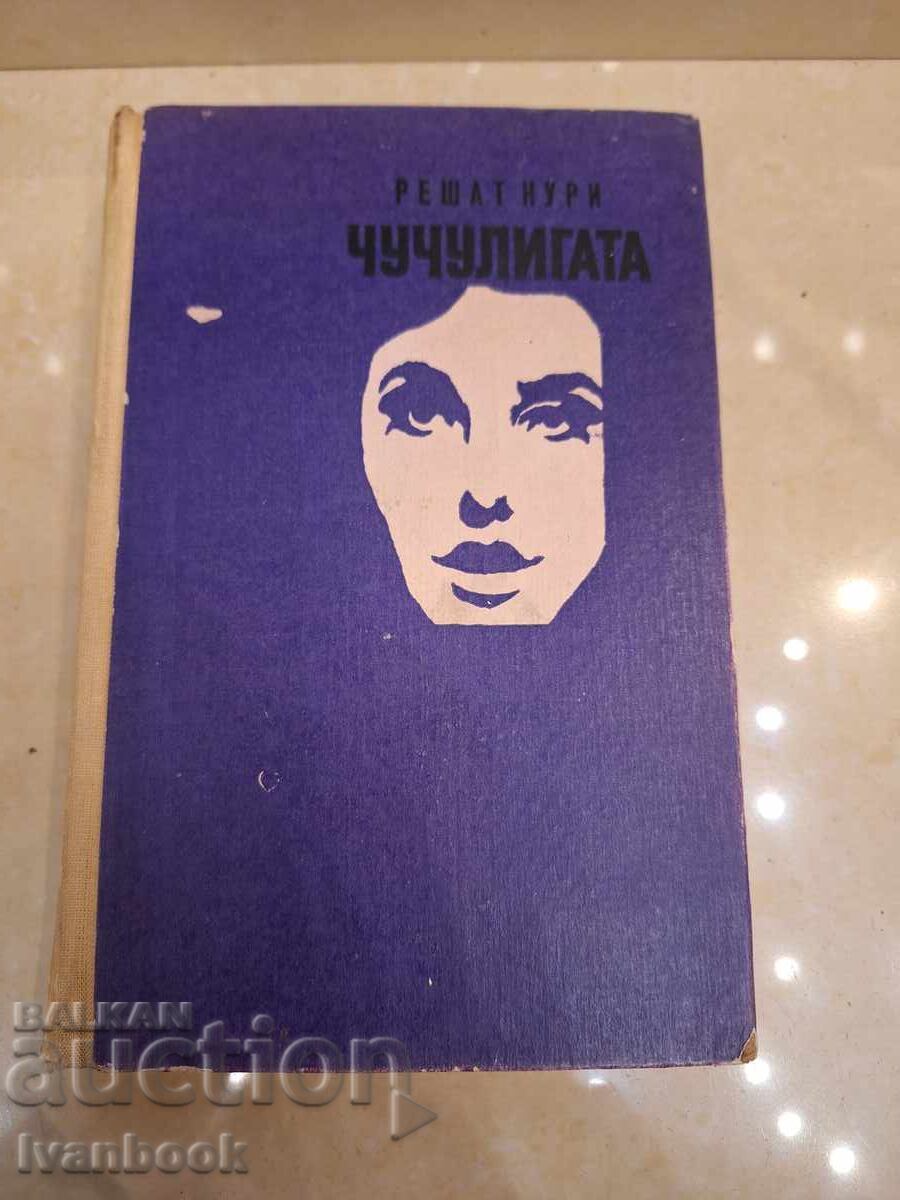 РЕШАТ НУРИ
ЧУЧУЛИГАТА
BALKAN
auction
Ivanbook